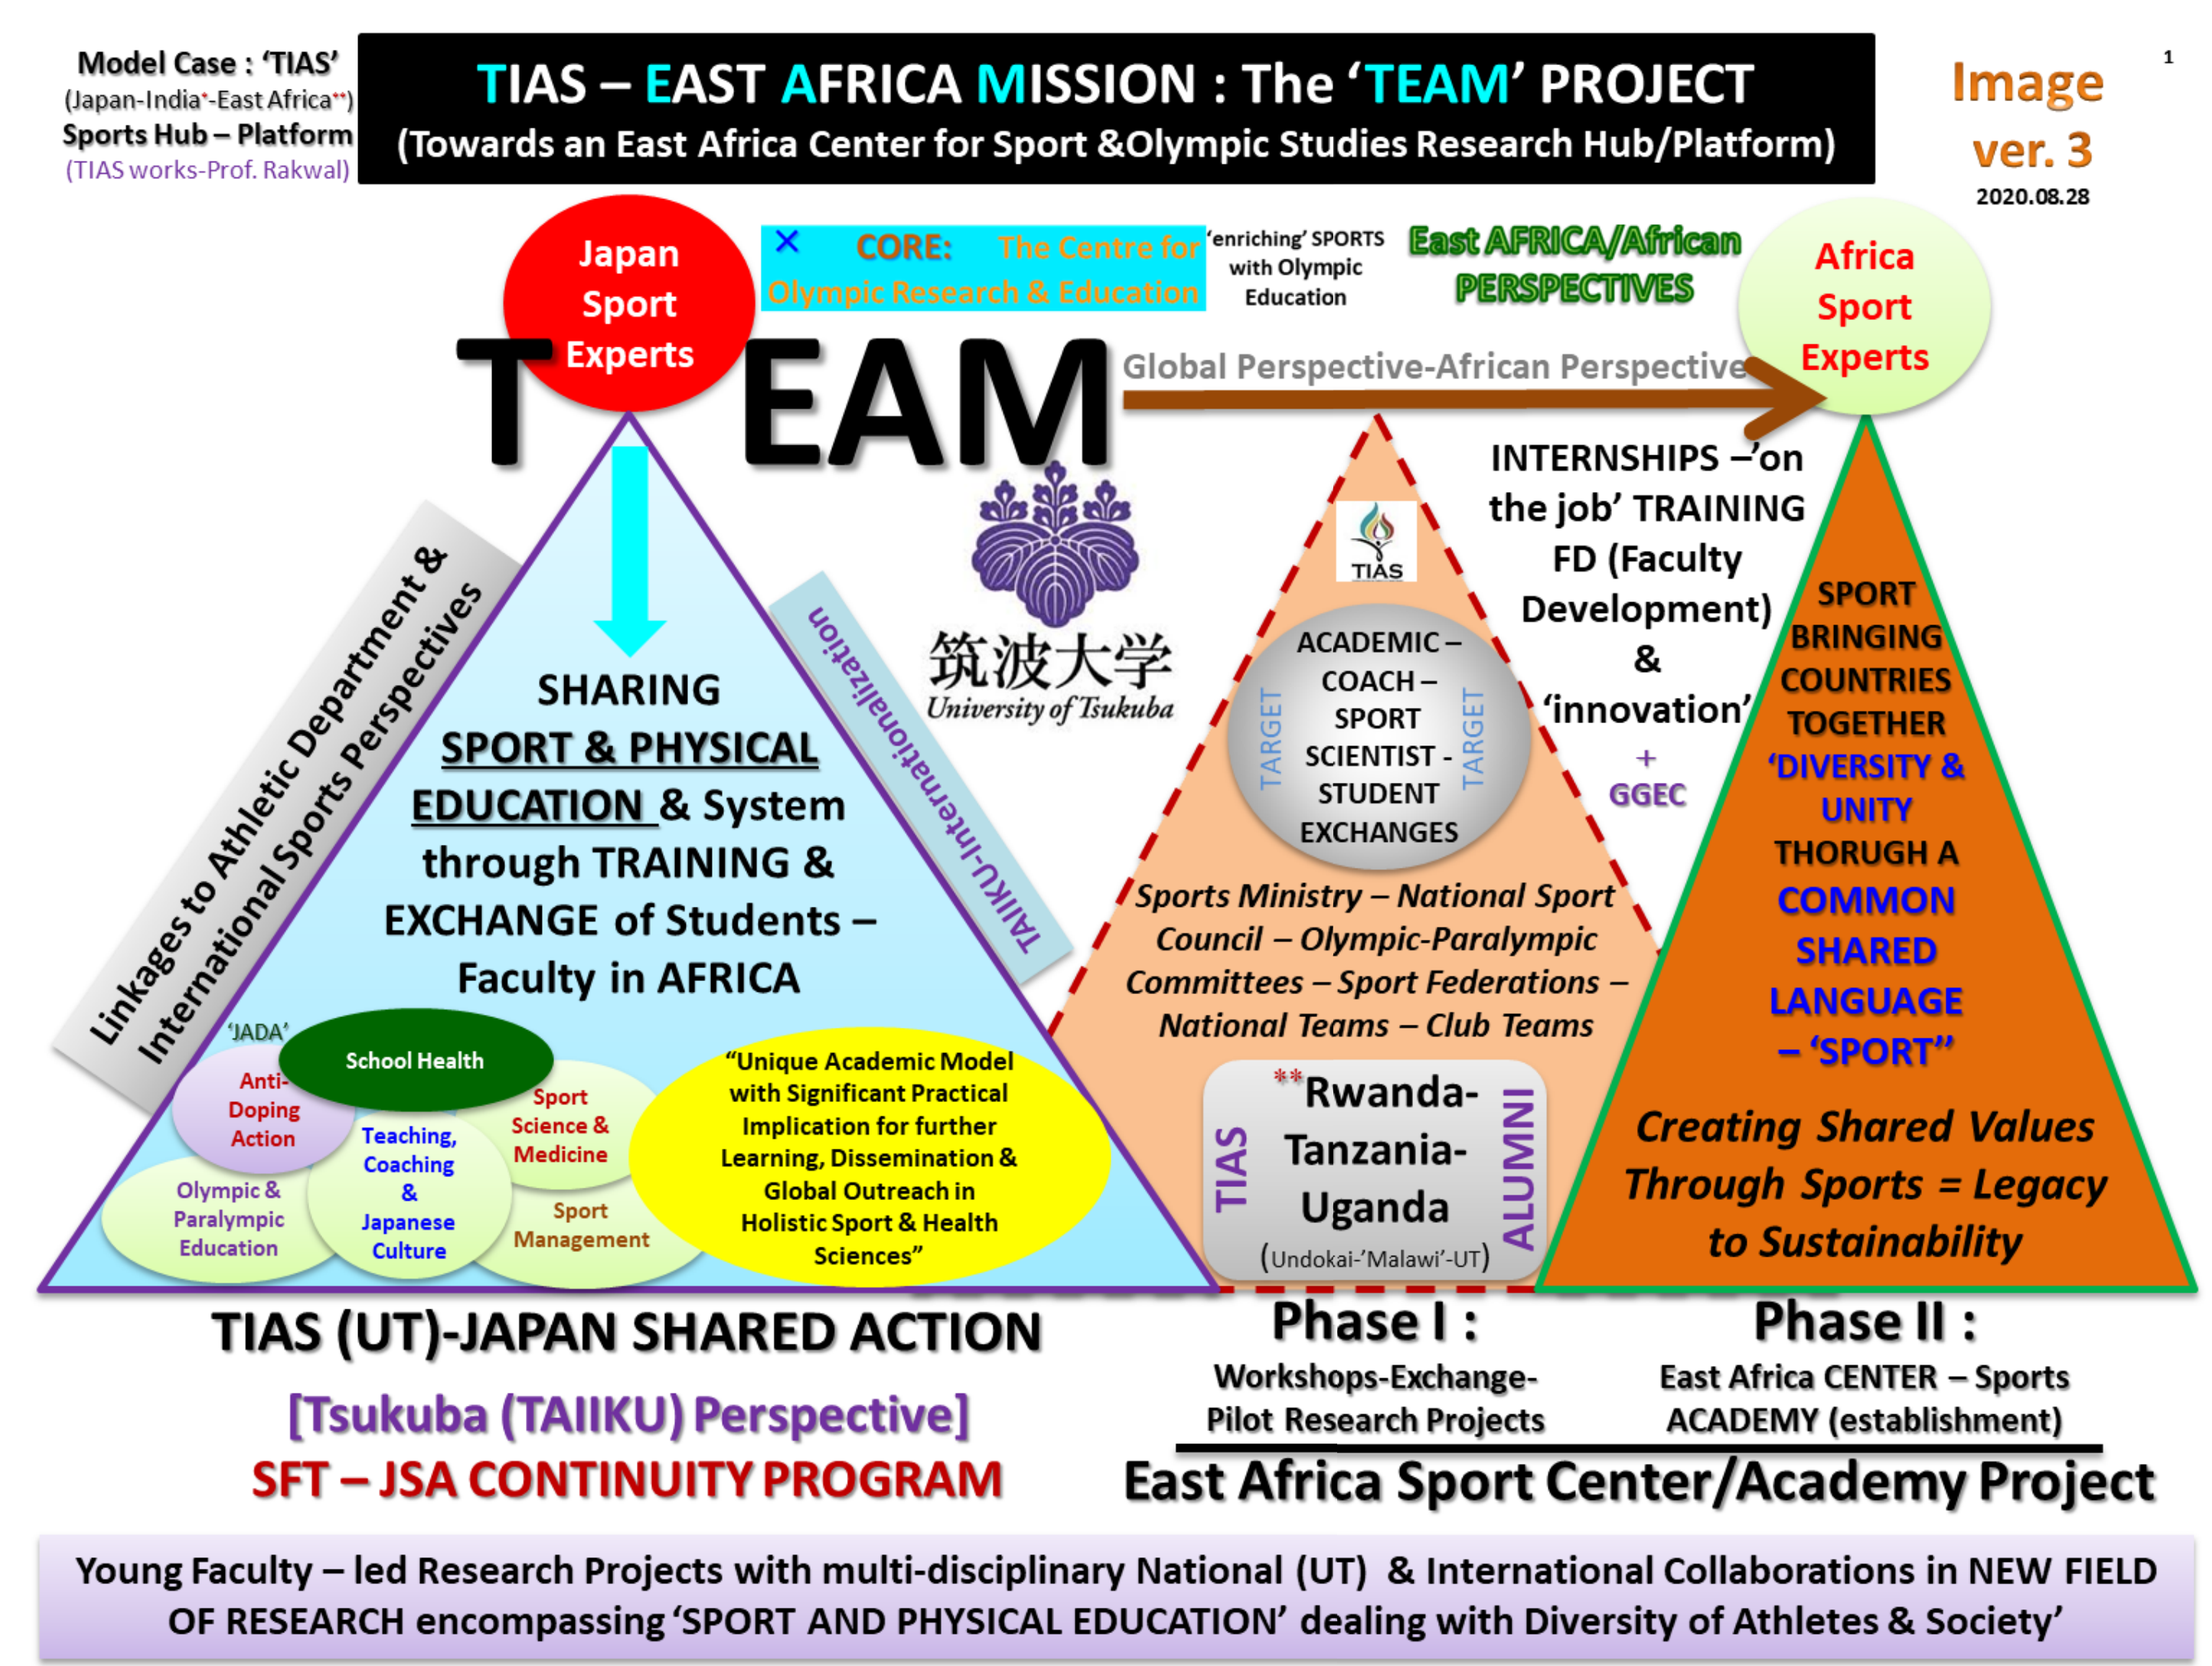 Model Case : ‘TIAS’
(Japan-India*-East Africa**)
Sports Hub – Platform
(TIAS works-Prof. Rakwal)
TIAS – EAST AFRICA MISSION : The ‘TEAM’ PROJECT
(Towards an East Africa Center for Sport &Olympic Studies Research Hub/Platform)
Image
ver. 3
2020.08.28
1
Japan
Sport
Experts
× CORE: The Centre for
Olympic Research & Education
‘enriching’ SPORTS
with Olympic
Education
East AFRICA/African
PERSPECTIVES
Africa
Sport
Experts
T EAM
Global Perspective-African Perspective
Linkages to Athletic Department &
International Sports Perspectives
SHARING
SPORT & PHYSICAL
EDUCATION & System
through TRAINING &
EXCHANGE of Students –
Faculty in AFRICA
TAIIKU-Internationalization
筑波大学
University of Tsukuba
‘JADA’
School Health
Anti-
Doping
Action
Sport
Science &
Medicine
Teaching,
Coaching
&
Japanese
Culture
Olympic &
Paralympic
Education
Sport
Management
“Unique Academic Model
with Significant Practical
Implication for further
Learning, Dissemination &
Global Outreach in
Holistic Sport & Health
Sciences”
TIAS
TARGET
ACADEMIC –
COACH –
SPORT
SCIENTIST -
STUDENT
EXCHANGES
TARGET
INTERNSHIPS –’on
the job’ TRAINING
FD (Faculty
Development)
&
‘innovation’
+
GGEC
Sports Ministry – National Sport
Council – Olympic-Paralympic
Committees – Sport Federations –
National Teams – Club Teams
TIAS
**Rwanda-
Tanzania-
Uganda
(Undokai-’Malawi’-UT)
ALUMNI
SPORT
BRINGING
COUNTRIES
TOGETHER
‘DIVERSITY &
UNITY
THORUGH A
COMMON
SHARED
LANGUAGE
– ‘SPORT”
Creating Shared Values
Through Sports = Legacy
to Sustainability
TIAS (UT)-JAPAN SHARED ACTION
[Tsukuba (TAIIKU) Perspective]
SFT – JSA CONTINUITY PROGRAM
Phase I :
Workshops-Exchange-
Pilot Research Projects
Phase II :
East Africa CENTER – Sports
ACADEMY (establishment)
East Africa Sport Center/Academy Project
Young Faculty – led Research Projects with multi-disciplinary National (UT) & International Collaborations in NEW FIELD
OF RESEARCH encompassing ‘SPORT AND PHYSICAL EDUCATION’ dealing with Diversity of Athletes & Society’